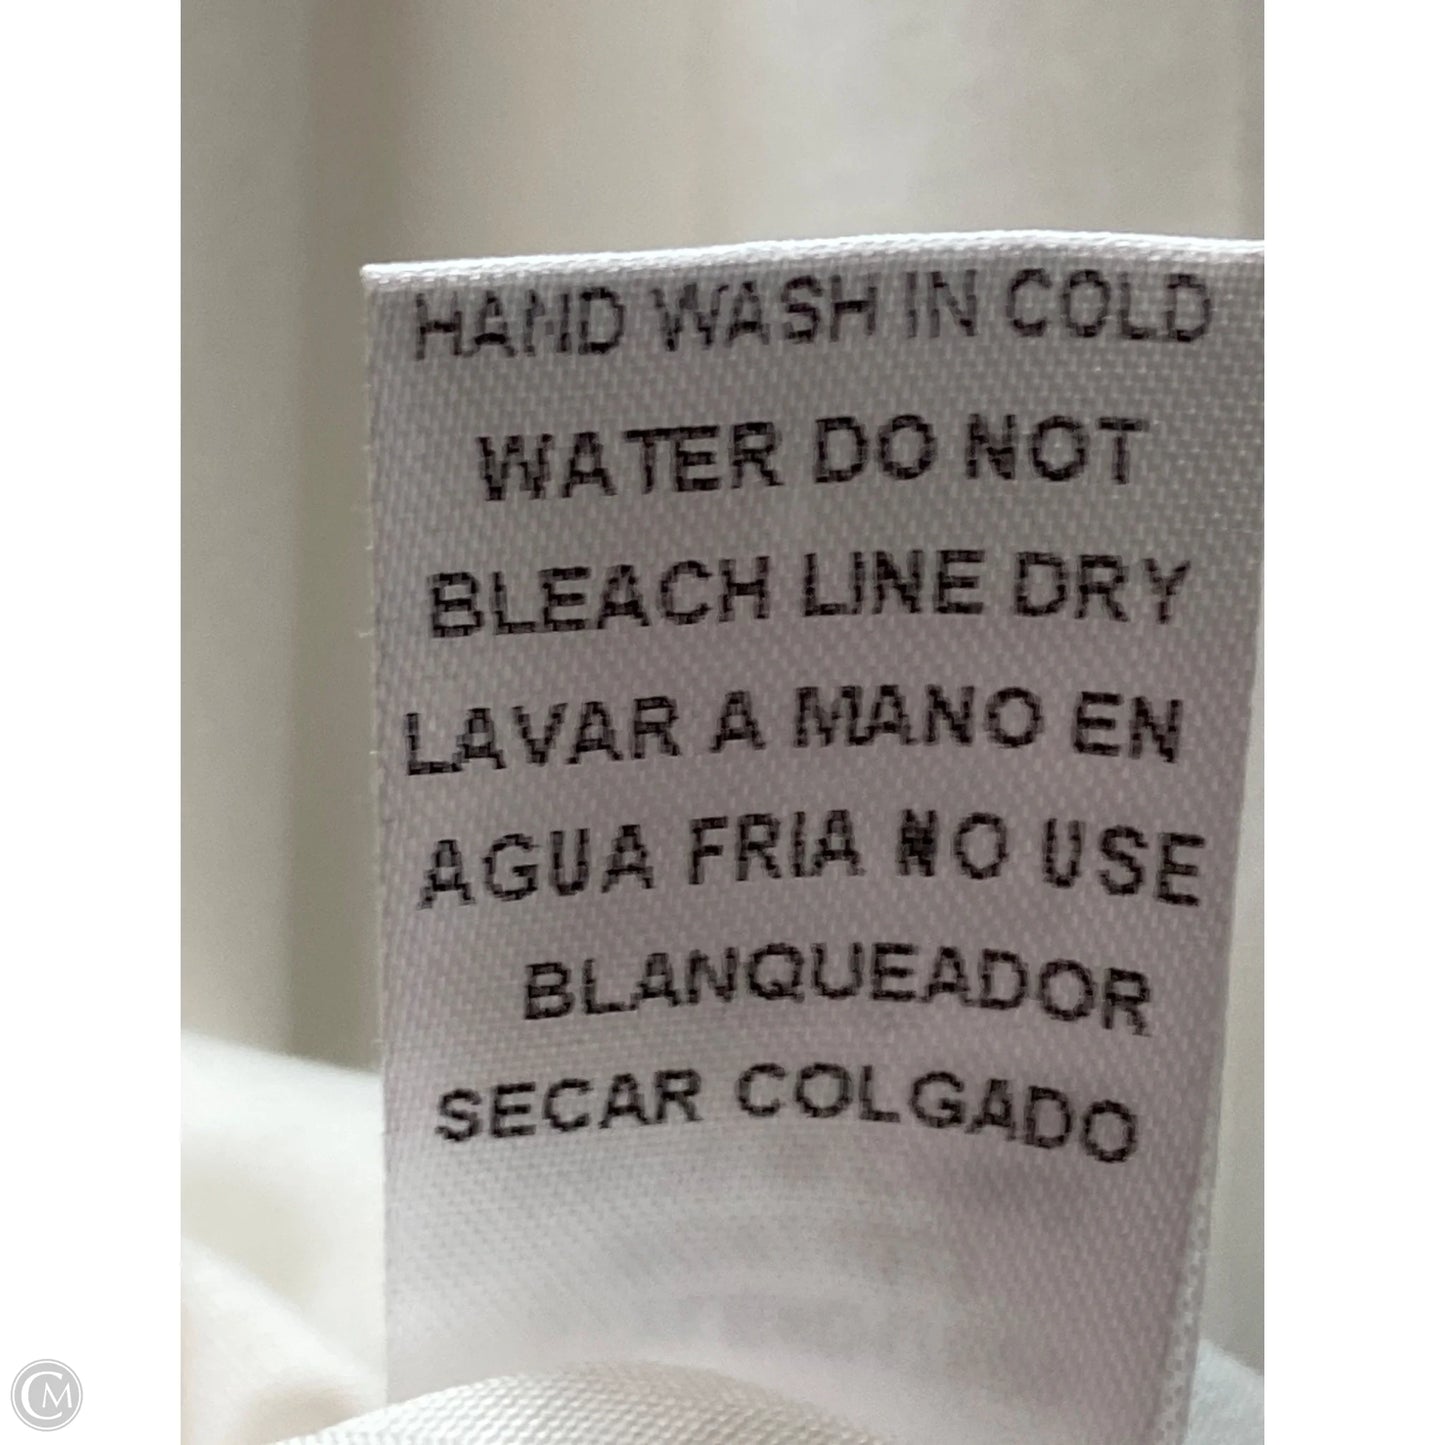 HAND WASH IN COLD
WATER DO NOT
BLEACH LINE DRY
LAVAR A MANO EN
AGUA FRIA NO USE
BLANQUEADOR
SECAR COLGADO
CM